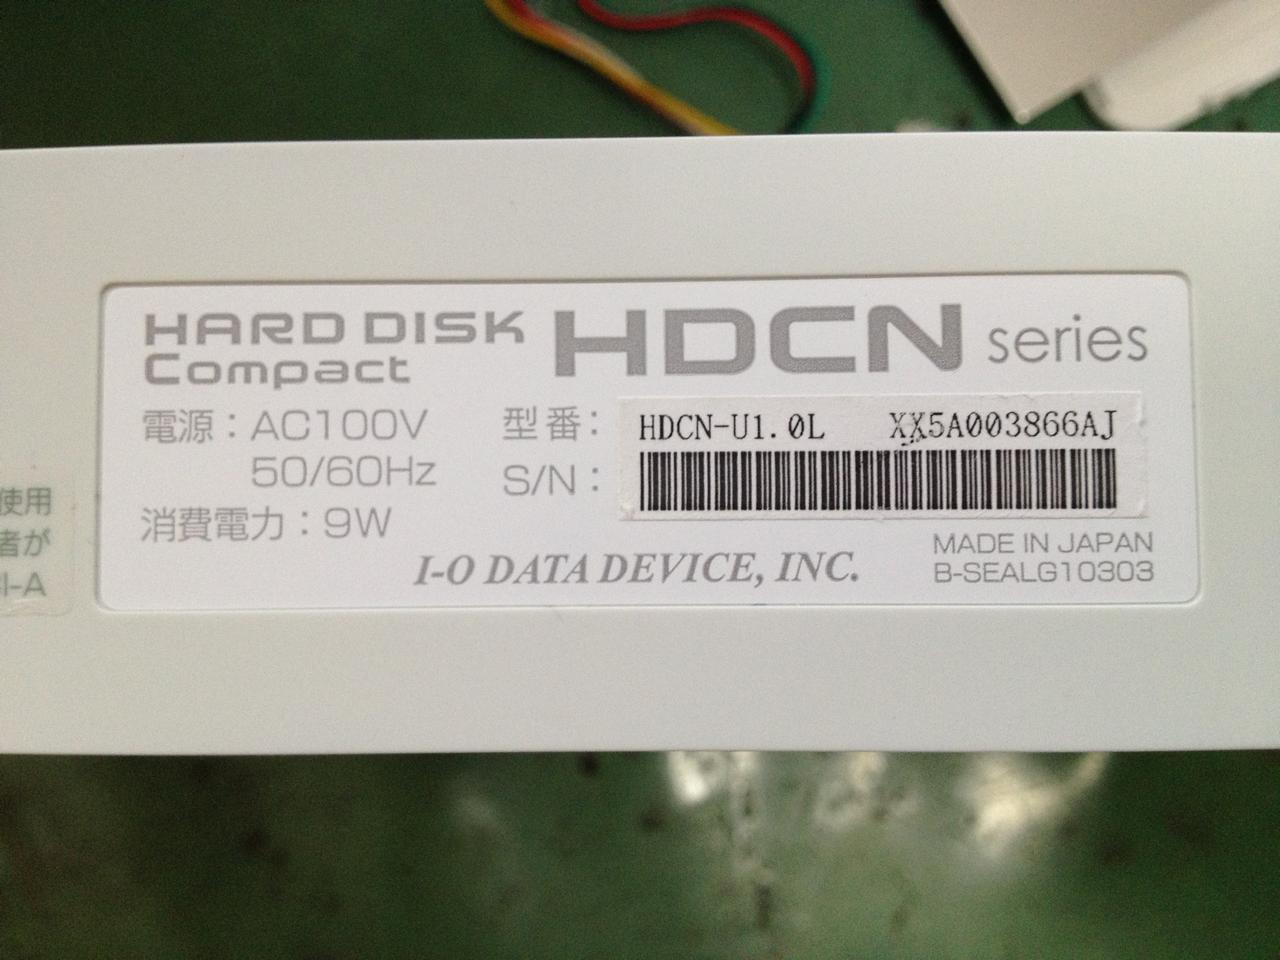 HARD DISK
Compact
HDCN series
電源：AC100V
50/60Hz
消費電力：9W
型番： HDCN-U1.0L XX5A003866AJ
S/N：
I-O DATA DEVICE, INC.
MADE IN JAPAN
B-SEALG10303
使用
者が
I-A